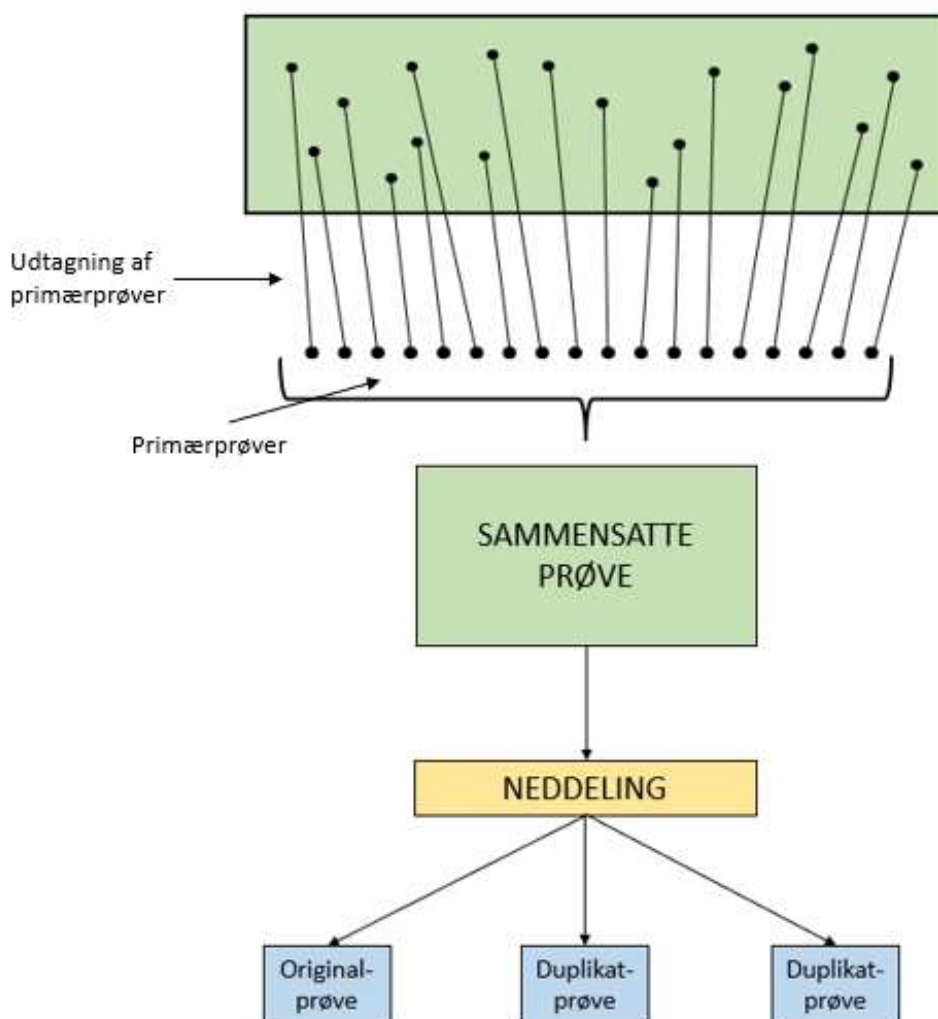 Udtagning af
primærprøver
Primærprøver
SAMMENSATTE
PRØVE
NEDDELING
Original-
prøve
Duplikat-
prøve
Duplikat-
prøve